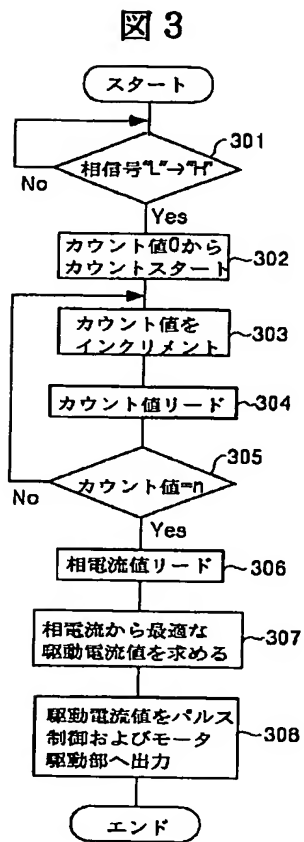 図3
スタート
301
相信号"L"→"H"
No
Yes
カウント値0から
カウントスタート
302
カウント値を
インクリメント
303
カウント値リード
304
305
カウント値=n
No
Yes
相電流値リード
306
相電流から最適な
駆動電流値を求める
307
駆動電流値をパルス
制御およびモータ
駆動部へ出力
308
エンド